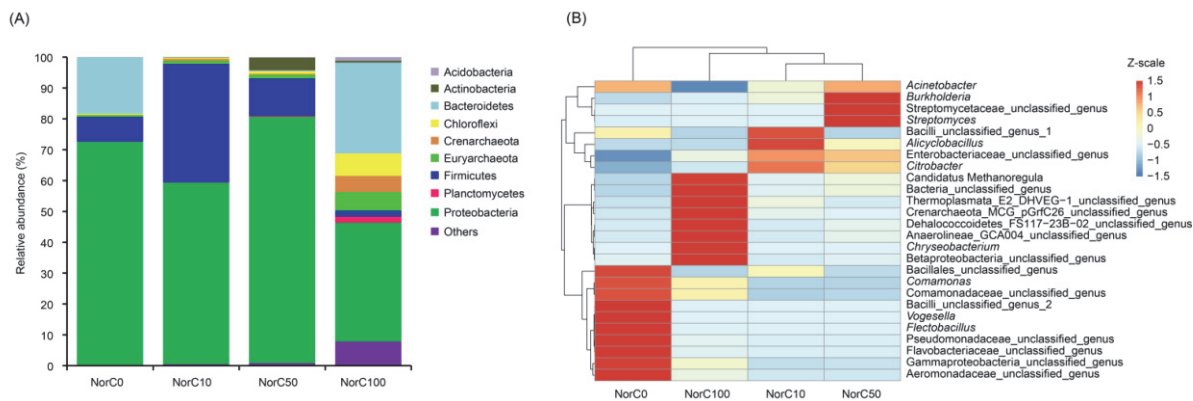 (A)
100
90
80
70
60
50
40
30
20
10
0
Relative abundance (%)
NorC0
NorC10
NorC50
NorC100
Acidobacteria
Actinobacteria
Bacteroidetes
Chloroflexi
Crenarchaeota
Euryarchaeota
Firmicutes
Planctomycetes
Proteobacteria
Others
(B)
Z-scale
1.5
1
0.5
0
−0.5
−1
−1.5
Acinetobacter
Burkholderia
Streptomycetaceae_unclassified_genus
Streptomyces
Bacilli_unclassified_genus_1
Alicyclobacillus
Enterobacteriaceae_unclassified_genus
Citrobacter
Candidatus Methanoregula
Bacteria_unclassified_genus
Thermoplasmata_E2_DHVEG−1_unclassified_genus
Crenarchaeota_MCG_pGrfC26_unclassified_genus
Dehalococcoidetes_FS117−23B−02_unclassified_genus
Anaerolineae_GCA004_unclassified_genus
Chryseobacterium
Betaproteobacteria_unclassified_genus
Bacillales_unclassified_genus
Comamonas
Comamonadaceae_unclassified_genus
Bacilli_unclassified_genus_2
Vogesella
Flectobacillus
Pseudomonadaceae_unclassified_genus
Flavobacteriaceae_unclassified_genus
Gammaproteobacteria_unclassified_genus
Aeromonadaceae_unclassified_genus
NorC0
NorC100
NorC10
NorC50